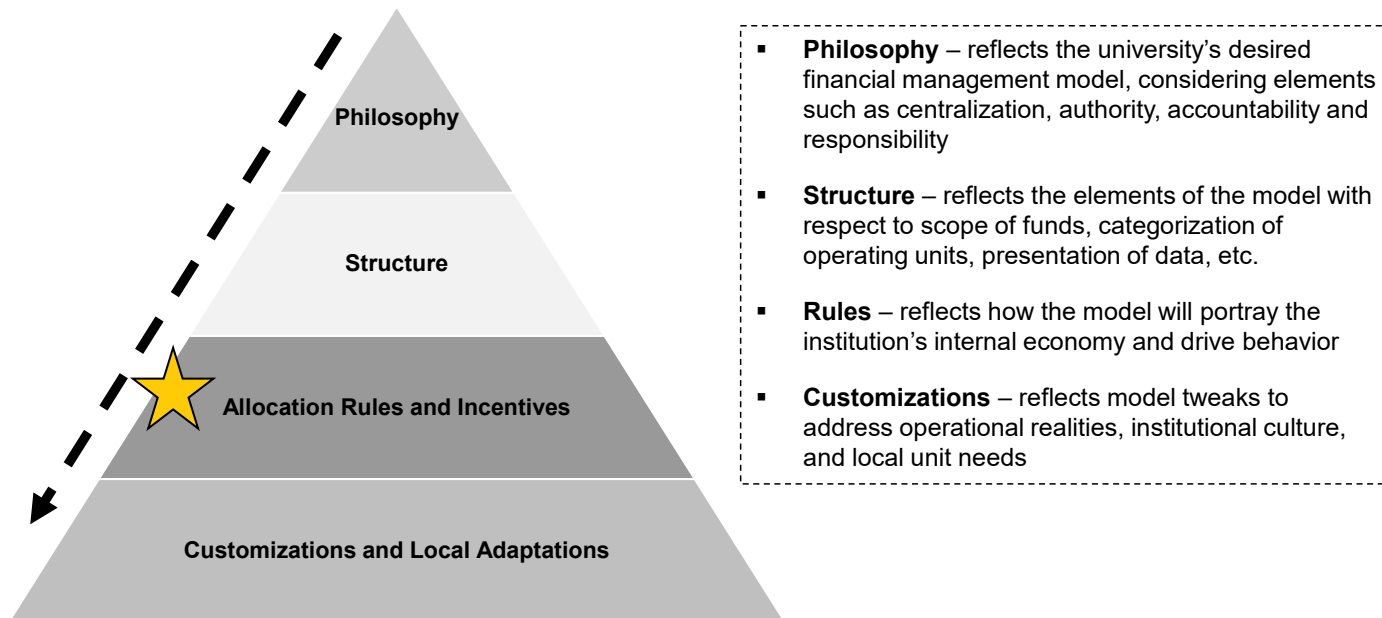 Philosophy
Structure
Allocation Rules and Incentives
Customizations and Local Adaptations
▪ Philosophy – reflects the university’s desired
financial management model, considering elements
such as centralization, authority, accountability and
responsibility
▪ Structure – reflects the elements of the model with
respect to scope of funds, categorization of
operating units, presentation of data, etc.
▪ Rules – reflects how the model will portray the
institution’s internal economy and drive behavior
▪ Customizations – reflects model tweaks to
address operational realities, institutional culture,
and local unit needs